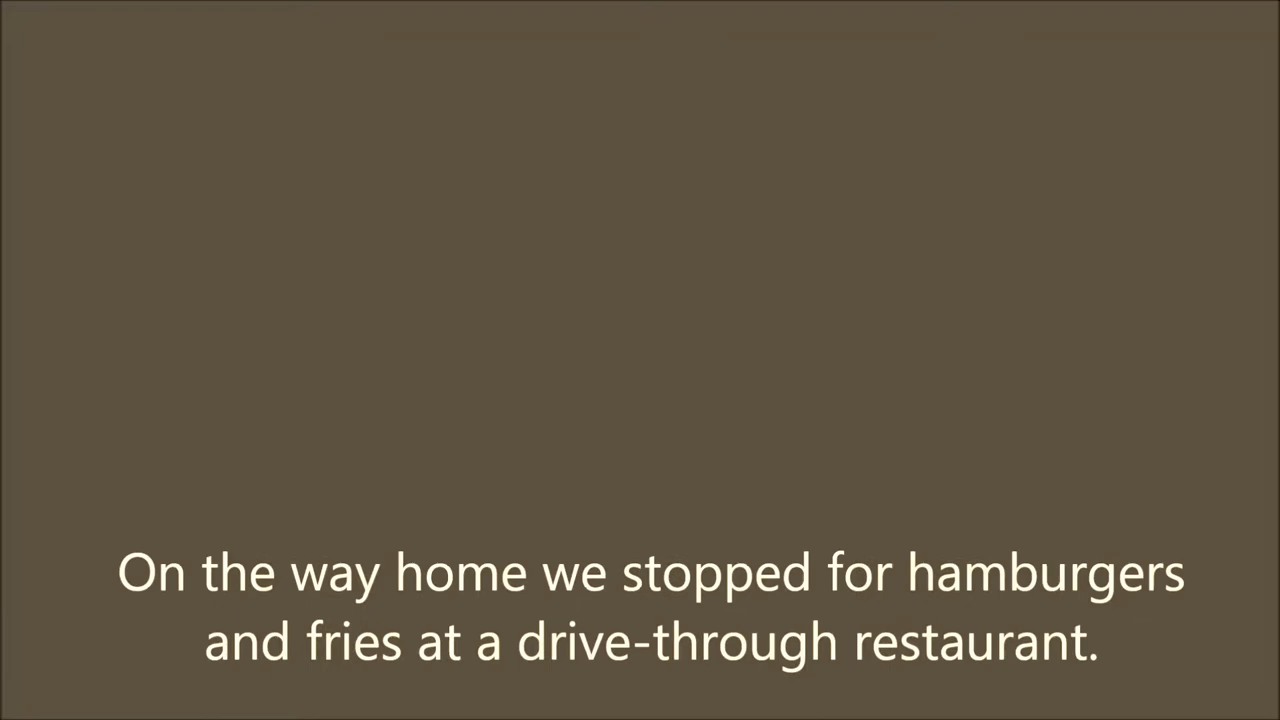 On the way home we stopped for hamburgers
and fries at a drive-through restaurant.